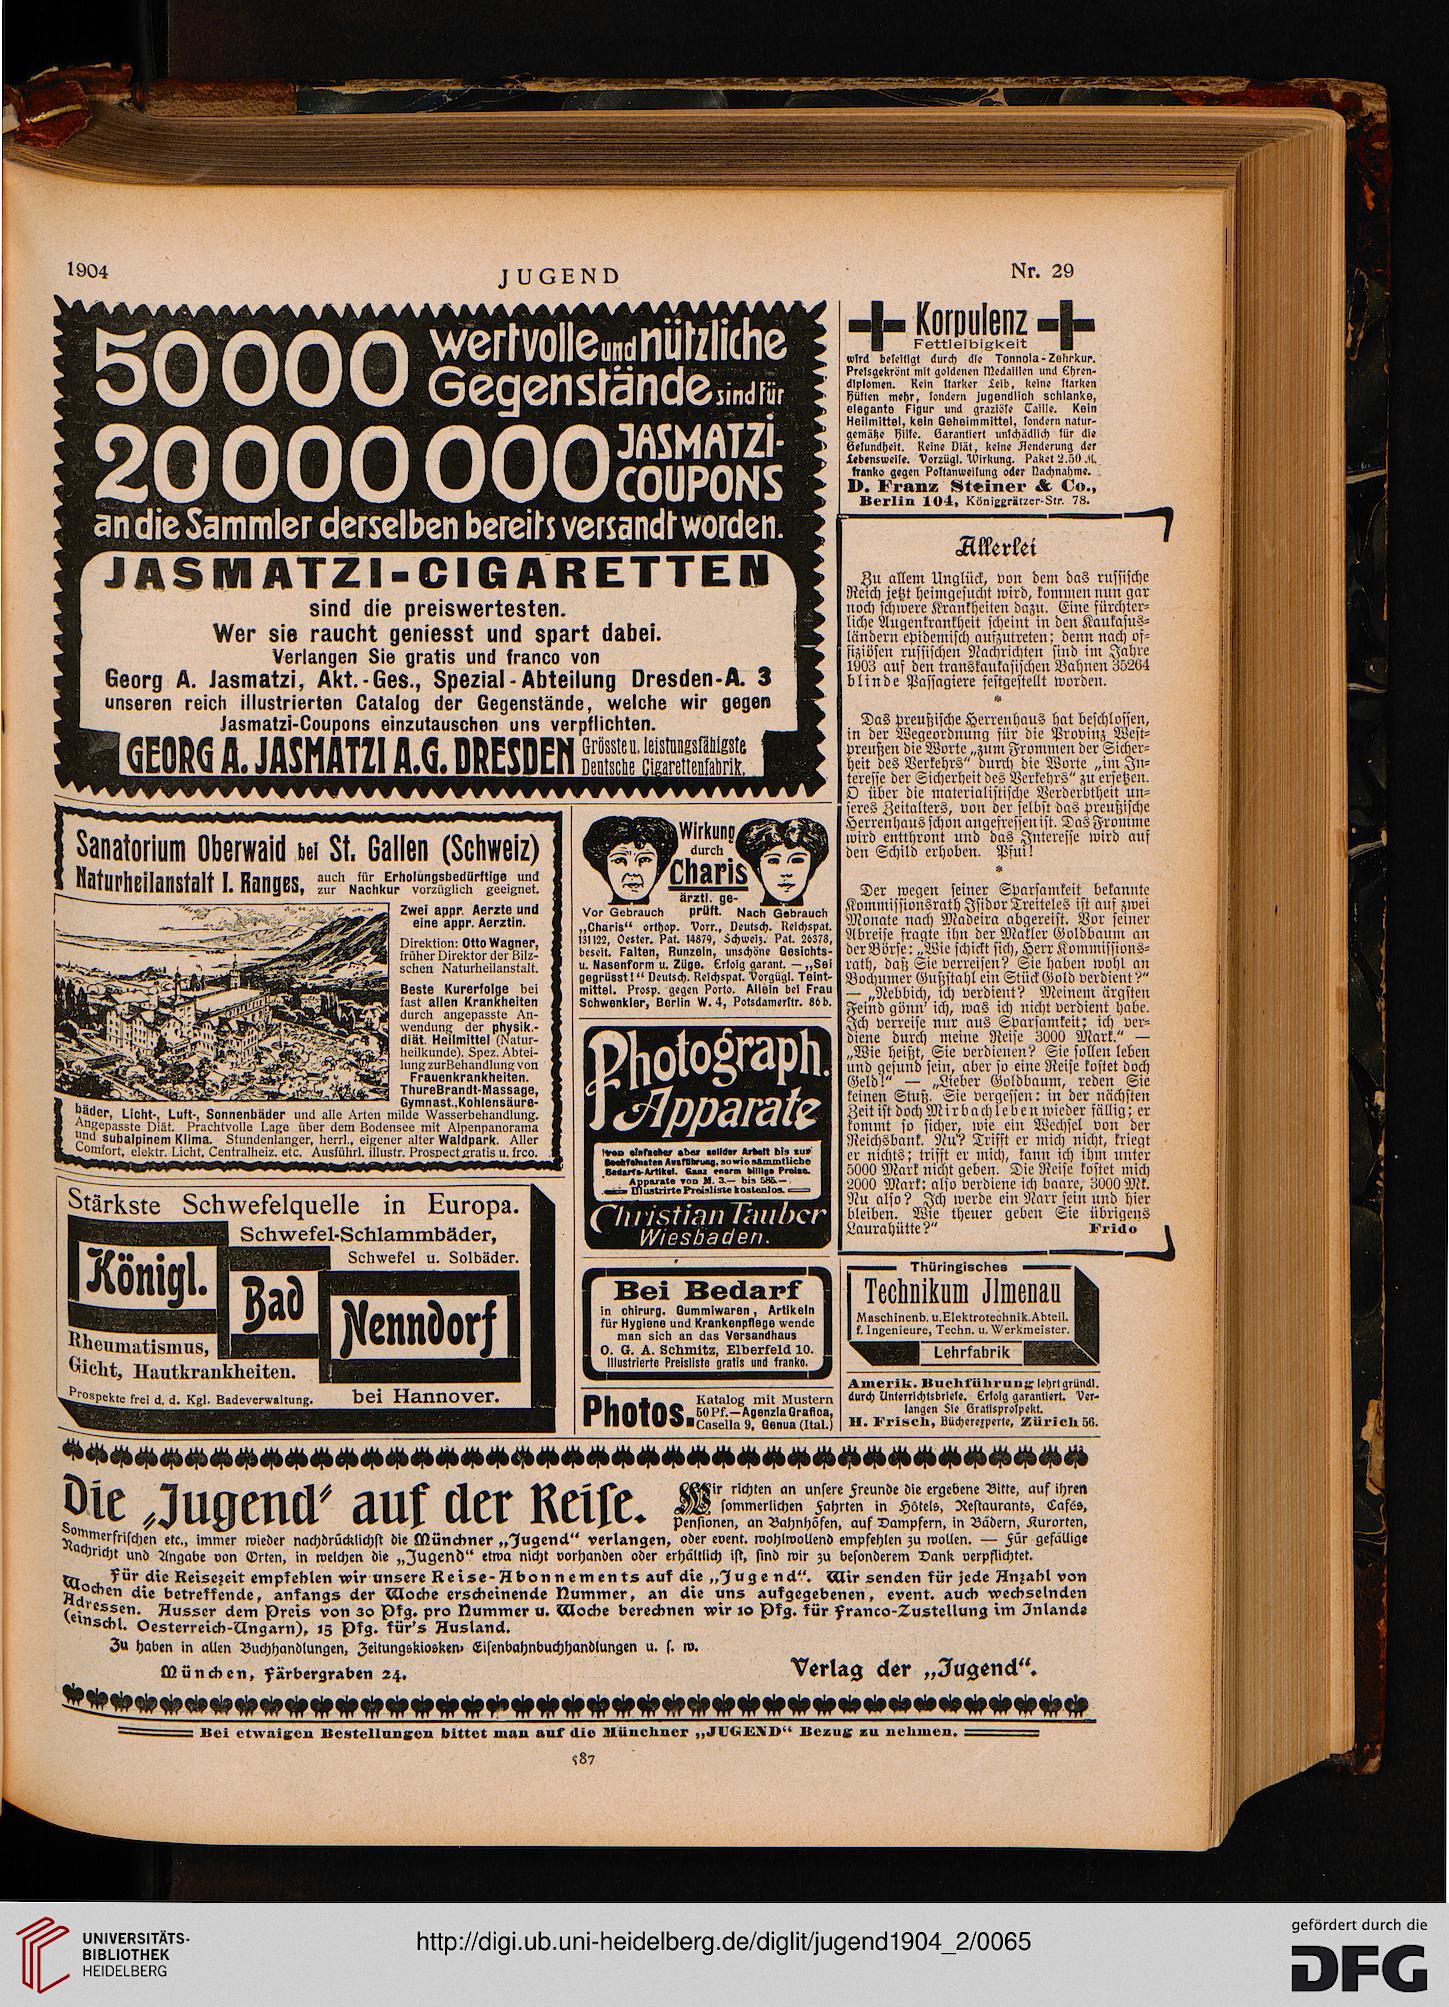 1904
JUGEND
Nr. 29
50000 wertvolle und nützliche
Gegenstände sind für
20000000 JASMATZI-
COUPONS
an die Sammler derselben bereits versandt worden.
JASMATZI-CIGARETTEN
sind die preiswertesten.
Wer sie raucht geniesst und spart dabei.
Verlangen Sie gratis und franco von
Georg A. Jasmatzi, Akt.-Ges., Spezial-Abteilung Dresden-A. 3
unseren reich illustrierten Catalog der Gegenstände, welche wir gegen
Jasmatzi-Coupons einzutauschen uns verpflichten.
GEORG A. JASMATZI A.G. DRESDEN
Grösste u. leistungsfähigste
Deutsche Cigarettenfabrik.
Sanatorium Oberwaid bei St. Gallen (Schweiz)
Naturheilanstalt I. Ranges, auch für Erholungsbedürftige und
zur Nachkur vorzüglich geeignet.
Zwei appr. Aerzte und
eine appr. Aerztin.
Direktion: Otto Wagner,
früher Direktor der Bilz-
schen Naturheilanstalt.
Beste Kurerfolge bei
fast allen Krankheiten
durch angepasste An-
wendung der physik.-
diät. Heilmittel (Natur-
heilkunde). Spez. Abtei-
lung zur Behandlung von
Frauenkrankheiten.
Thure Brandt-Massage,
Gymnast., Kohlensäure-
bäder, Licht-, Luft-, Sonnenbäder und alle Arten milde Wasserbehandlung.
Angepasste Diät. Prachtvolle Lage über dem Bodensee mit Alpenpanorama
und subalpinem Klima. Stundenlanger, herrl., eigener alter Waldpark. Aller
Comfort, elektr. Licht, Centralheiz. etc. Ausführl. illustr. Prospect gratis u. frco.
Stärkste Schwefelquelle in Europa.
Schwefel-Schlammbäder,
Schwefel u. Solbäder.
Königl.
Bad
Nenndorf
Rheumatismus,
Gicht, Hautkrankheiten.
Prospekte frei d. d. Kgl. Badeverwaltung.
bei Hannover.
Wirkung
durch
Charis
ärztl. ge-
prüft.
Vor Gebrauch
Nach Gebrauch
„Charis“ orthop. Vorr., Deutsch. Reichspat.
131122, Oester. Pat. 14879, Schweiz. Pat. 26378,
beseit. Falten, Runzeln, unschöne Gesichts-
u. Nasenform u. Züge. Erfolg garant. — „Sei
gegrüsst!“ Deutsch. Reichspat. Vorzügl. Teint-
mittel. Prosp. gegen Porto. Allein bei Frau
Schwenkler, Berlin W. 4, Potsdamerstr. 86b.
Photograph.
Apparate
von einfacher aber solider Arbeit bis zur
hochfeinsten Ausführung, sowie sämmtliche
Bedarfs-Artikel. Ganz enorm billige Preise.
Apparate von M. 3.— bis 585.—
Illustrirte Preisliste kostenlos.
Christian Tauber
Wiesbaden.
Bei Bedarf
in chirurg. Gummiwaren, Artikeln
für Hygiene und Krankenpflege wende
man sich an das Versandhaus
O. G. A. Schmitz, Elberfeld 10.
Illustrierte Preisliste gratis und franko.
Photos.
Katalog mit Mustern
50 Pf. — Agenzia Grafica,
Casella 9, Genua (Ital.)
Korpulenz
Fettleibigkeit
wird beseitigt durch die Tonnola-Zehrkur.
Preisgekrönt mit goldenen Medaillen und Ehren-
diplomen. Kein starker Leib, keine starken
Hüften mehr, sondern jugendlich schlanke,
elegante Figur und graziöse Taille. Kein
Heilmittel, kein Geheimmittel, sondern natur-
gemäße Hilfe. Garantiert unschädlich für die
Gesundheit. Keine Diät, keine Aenderung der
Lebensweise. Vorzügl. Wirkung. Paket 2.50 M.
franko gegen Postanweisung oder Nachnahme.
D. Franz Steiner & Co.,
Berlin 104, Königgrätzer-Str. 78.
Allerlei
Zu allem Unglück, von dem das russische
Reich jetzt heimgesucht wird, kommen nun gar
noch schwere Krankheiten dazu. Eine fürchter-
liche Augenkrankheit scheint in den Kaukasus-
ländern epidemisch aufzutreten; denn nach of-
fiziösen russischen Nachrichten sind im Jahre
1903 auf den transkaukasischen Bahnen 35264
blinde Passagiere festgestellt worden.
*
Das preußische Herrenhaus hat beschlossen,
in der Wegeordnung für die Provinz West-
preußen die Worte „zum Frommen der Sicher-
heit des Verkehrs“ durch die Worte „im In-
teresse der Sicherheit des Verkehrs“ zu ersetzen.
O über die materialistische Verderbtheit un-
seres Zeitalters, von der selbst das preußische
Herrenhaus schon angefressen ist. Das Fromme
wird entthront und das Interesse wird auf
den Schild erhoben. Pfui!
*
Der wegen seiner Sparsamkeit bekannte
Kommissionsrath Isidor Treiteles ist auf zwei
Monate nach Madeira abgereist. Vor seiner
Abreise fragte ihn der Makler Goldbaum an
der Börse: „Wie schickt sich, Herr Kommissions-
rath, daß Sie verreisen? Sie haben wohl an
Bochumer Gußstahl ein Stück Gold verdient?“
— „Nebbich, ich verdient? Meinem ärgsten
Feind gönn' ich, was ich nicht verdient habe.
Ich verreise nur aus Sparsamkeit; ich ver-
diene durch meine Reise 3000 Mark.“ —
„Wie heißt, Sie verdienen? Sie sollen leben
und gesund sein, aber so eine Reise kostet doch
Geld!“ — „Lieber Goldbaum, reden Sie
keinen Stuß. Sie vergessen: in der nächsten
Zeit ist doch Mirbachleben wieder fällig; er
kommt so sicher, wie ein Wechsel von der
Reichsbank. Nu? Trifft er mich nicht, kriegt
er nichts; trifft er mich, kann ich ihm unter
5000 Mark nicht geben. Die Reise kostet mich
2000 Mark; also verdiene ich baare, 3000 Mk.
Nu also? Ich werde ein Narr sein und hier
bleiben. Wie theuer geben Sie übrigens
Laurahütte?“ Frido
Thüringisches
Technikum Jlmenau
Maschinenb. u. Elektrotechnik. Abteil.
f. Ingenieure, Techn. u. Werkmeister.
Lehrfabrik
Amerik. Buchführung lehrt gründl.
durch Unterrichtsbriefe. Erfolg garantiert. Ver-
langen Sie Gratisprospekt.
H. Frisch, Bücherexperte, Zürich 56.
Die „Jugend“ auf der Reise.
Wir richten an unsere Freunde die ergebene Bitte, auf ihren
sommerlichen Fahrten in Hôtels, Restaurants, Cafés,
Pensionen, an Bahnhöfen, auf Dampfern, in Bädern, Kurorten,
Sommerfrischen etc., immer wieder nachdrücklichst die Münchner „Jugend“ verlangen, oder event. wohlwollend empfehlen zu wollen. — Für gefällige
Nachricht und Angabe von Orten, in welchen die „Jugend“ etwa nicht vorhanden oder erhältlich ist, sind wir zu besonderem Dank verpflichtet.
Für die Reisezeit empfehlen wir unsere Reise-Abonnements auf die „Jugend“. Wir senden für jede Anzahl von
Wochen die betreffende, anfangs der Woche erscheinende Nummer, an die uns aufgegebenen, event. auch wechselnden
Adressen. Ausser dem Preis von 30 Pfg. pro Nummer u. Woche berechnen wir 10 Pfg. für Franco-Zustellung im Inlande
(einschl. Oesterreich-Ungarn), 15 Pfg. für's Ausland.
Zu haben in allen Buchhandlungen, Zeitungskiosken, Eisenbahnbuchhandlungen u. s. w.
München, Färbergraben 24.
Verlag der „Jugend“.
Bei etwaigen Bestellungen bittet man auf die Münchner „JUGEND“ Bezug zu nehmen.
587
UNIVERSITÄTS-
BIBLIOTHEK
HEIDELBERG
http://digi.ub.uni-heidelberg.de/diglit/jugend1904_2/0065
gefördert durch die
DFG